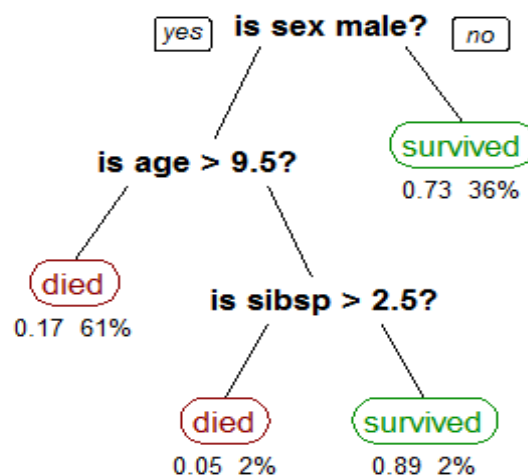 yes is sex male? no
is age > 9.5?
survived
0.73 36%
died
0.17 61%
is sibsp > 2.5?
died survived
0.05 2% 0.89 2%